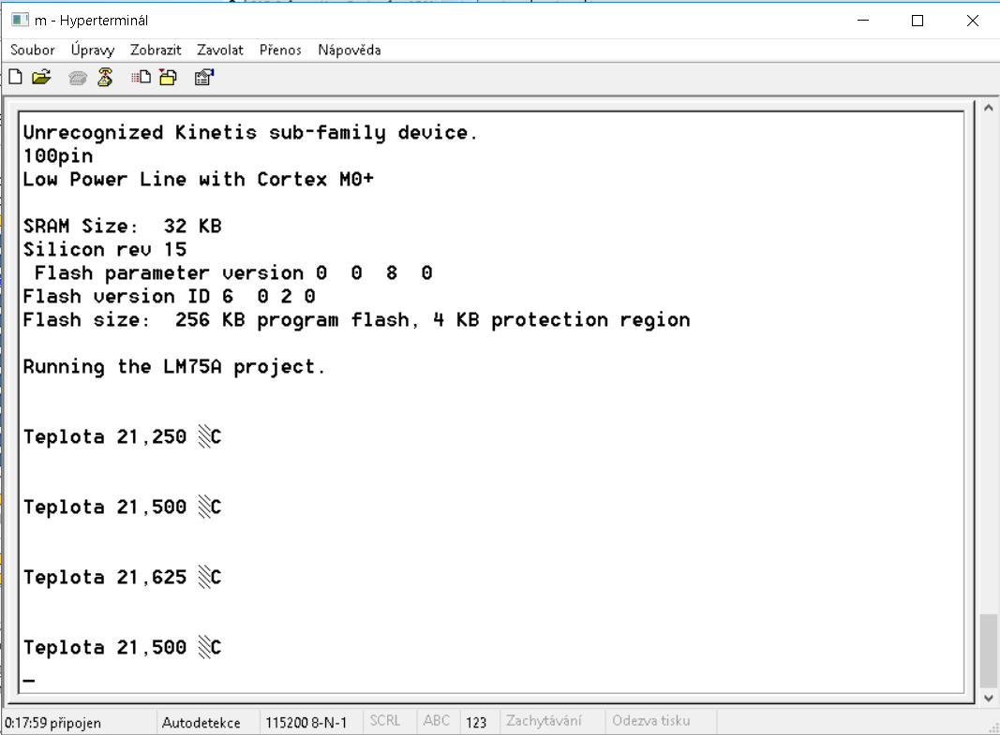 m - Hyperterminál
Soubor Úpravy Zobrazit Zavolat Přenos Nápověda
Unrecognized Kinetis sub-family device.
100pin
Low Power Line with Cortex M0+
SRAM Size:  32 KB
Silicon rev 15
Flash parameter version 0  0  8  0
Flash version ID 6  0 2 0
Flash size:  256 KB program flash, 4 KB protection region
Running the LM75A project.
Teplota 21,250 ░C
Teplota 21,500 ░C
Teplota 21,625 ░C
Teplota 21,500 ░C
_
0:17:59 připojen Autodetekce 115200 8-N-1 SCRL ABC 123 Zachytávání Odezva tisku